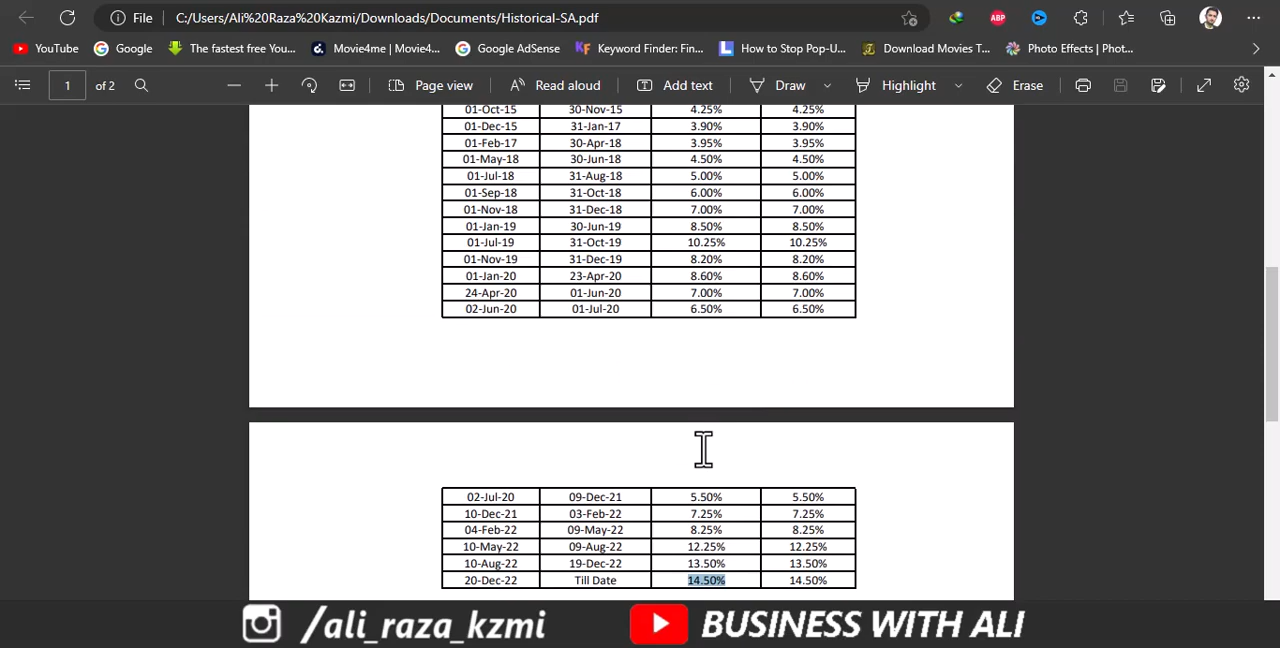 File C:/Users/Ali%20Raza%20Kazmi/Downloads/Documents/Historical-SA.pdf ABP
YouTube Google The fastest free You... Movie4me | Movie4... Google AdSense Keyword Finder: Fin... How to Stop Pop-U... Download Movies T... Photo Effects | Phot...
1 of 2 Page view Read aloud Add text Draw Highlight Erase
01-Oct-15 30-Nov-15 4.25% 4.25%
01-Dec-15 31-Jan-17 3.90% 3.90%
01-Feb-17 30-Apr-18 3.95% 3.95%
01-May-18 30-Jun-18 4.50% 4.50%
01-Jul-18 31-Aug-18 5.00% 5.00%
01-Sep-18 31-Oct-18 6.00% 6.00%
01-Nov-18 31-Dec-18 7.00% 7.00%
01-Jan-19 30-Jun-19 8.50% 8.50%
01-Jul-19 31-Oct-19 10.25% 10.25%
01-Nov-19 31-Dec-19 8.20% 8.20%
01-Jan-20 23-Apr-20 8.60% 8.60%
24-Apr-20 01-Jun-20 7.00% 7.00%
02-Jun-20 01-Jul-20 6.50% 6.50%
02-Jul-20 09-Dec-21 5.50% 5.50%
10-Dec-21 03-Feb-22 7.25% 7.25%
04-Feb-22 09-May-22 8.25% 8.25%
10-May-22 09-Aug-22 12.25% 12.25%
10-Aug-22 19-Dec-22 13.50% 13.50%
20-Dec-22 Till Date 14.50% 14.50%
/ali_raza_kzmi BUSINESS WITH ALI